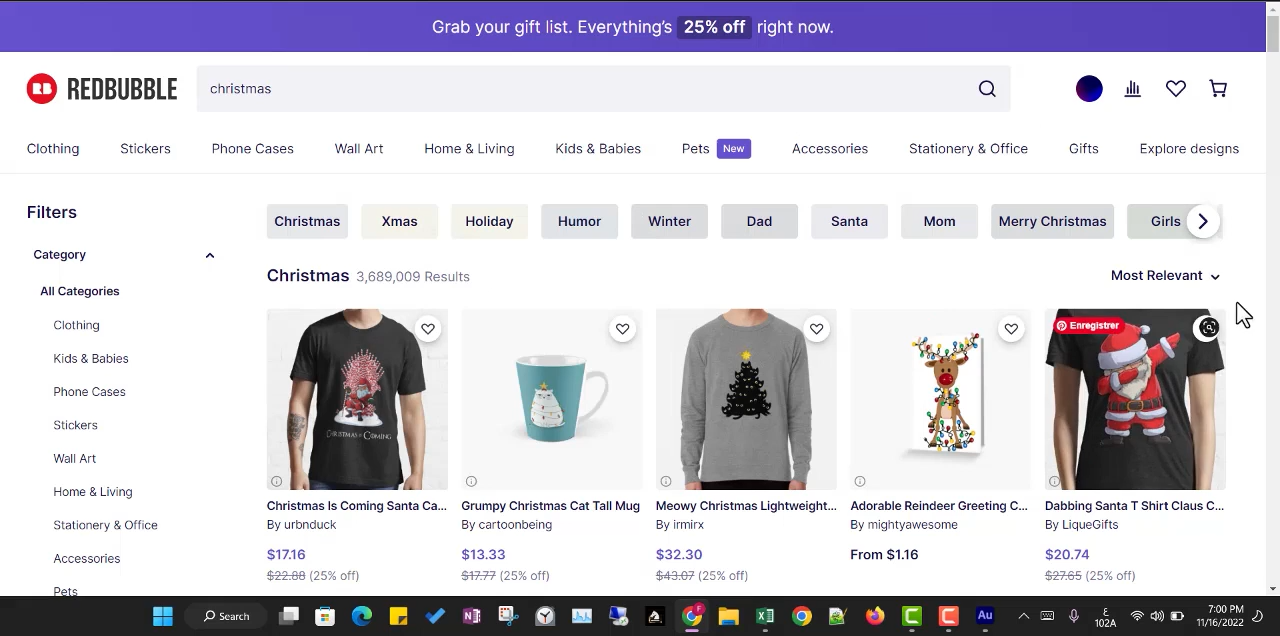 Grab your gift list. Everything's 25% off right now.
RB REDBUBBLE
christmas
Clothing Stickers Phone Cases Wall Art Home & Living Kids & Babies Pets New Accessories Stationery & Office Gifts Explore designs
Filters
Christmas Xmas Holiday Humor Winter Dad Santa Mom Merry Christmas Girls
Category
All Categories
Clothing
Kids & Babies
Phone Cases
Stickers
Wall Art
Home & Living
Stationery & Office
Accessories
Pets
Christmas 3,689,009 Results
Most Relevant
Enregistrer
CHRISTMAS IS COMING
Christmas Is Coming Santa Ca... Grumpy Christmas Cat Tall Mug Meowy Christmas Lightweight... Adorable Reindeer Greeting C... Dabbing Santa T Shirt Claus C...
By urbnduck By cartoonbeing By irmirx By mightyawesome By LiqueGifts
$17.16 $13.33 $32.30 From $1.16 $20.74
$22.88 (25% off) $17.77 (25% off) $43.07 (25% off) $27.65 (25% off)
Search
F
Au
ع
102A
7:00 PM
11/16/2022